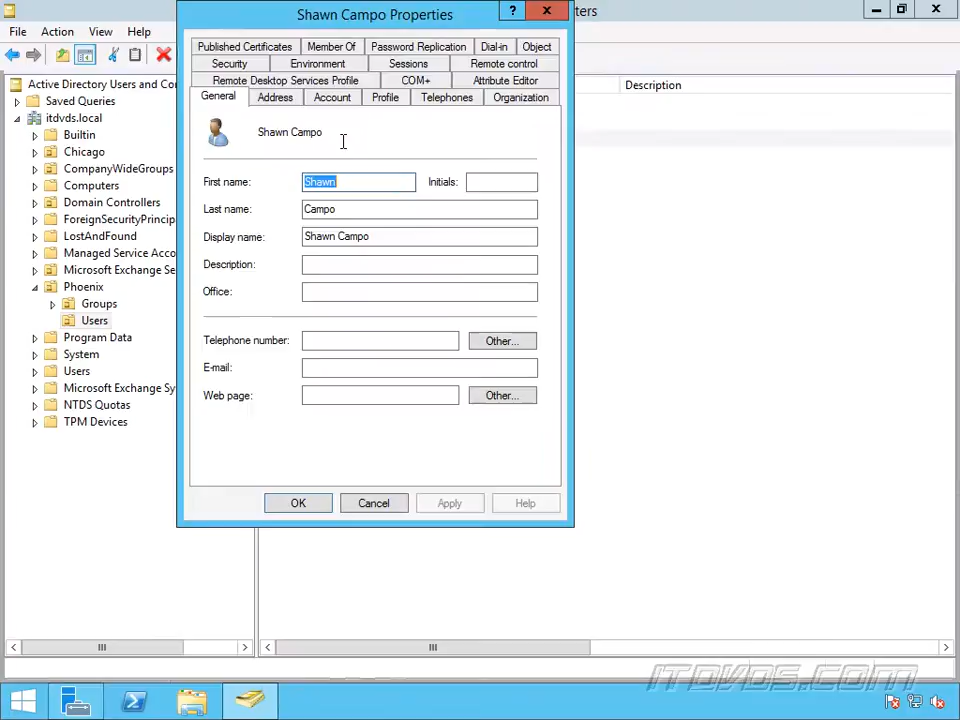 Shawn Campo Properties
?
ters
File Action View Help
Published Certificates Member Of Password Replication Dial-in Object
Security Environment Sessions Remote control
Remote Desktop Services Profile COM+ Attribute Editor
General Address Account Profile Telephones Organization
Shawn Campo
First name: Shawn Initials:
Last name: Campo
Display name: Shawn Campo
Description:
Office:
Telephone number: Other...
E-mail:
Web page: Other...
OK Cancel Apply Help
Active Directory Users and Co
Saved Queries
itdvds.local
Builtin
Chicago
CompanyWideGroups
Computers
Domain Controllers
ForeignSecurityPrincip
LostAndFound
Managed Service Acco
Microsoft Exchange Se
Phoenix
Groups
Users
Program Data
System
Users
Microsoft Exchange Sy
NTDS Quotas
TPM Devices
Description
ITDVDS.COM